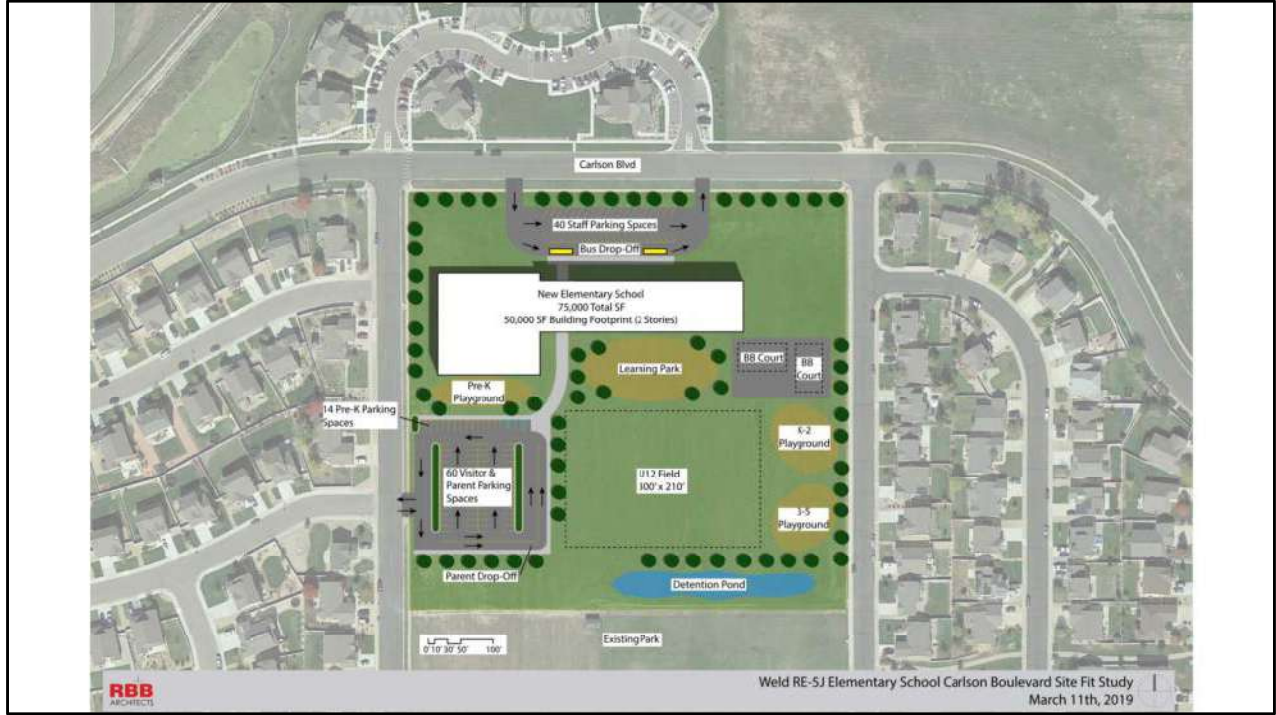 Carlson Blvd
40 Staff Parking Spaces
Bus Drop-Off
New Elementary School
75,000 Total SF
50,000 SF Building Footprint (2 Stories)
Learning Park
BB Court
BB
Court
Pre-K
Playground
14 Pre-K Parking
Spaces
K-2
Playground
60 Visitor &
Parent Parking
Spaces
U12 Field
300' x 210'
3-5
Playground
Parent Drop-Off
Detention Pond
Existing Park
0' 10' 30' 50' 100'
RBB
ARCHITECTS
Weld RE-5J Elementary School Carlson Boulevard Site Fit Study
March 11th, 2019